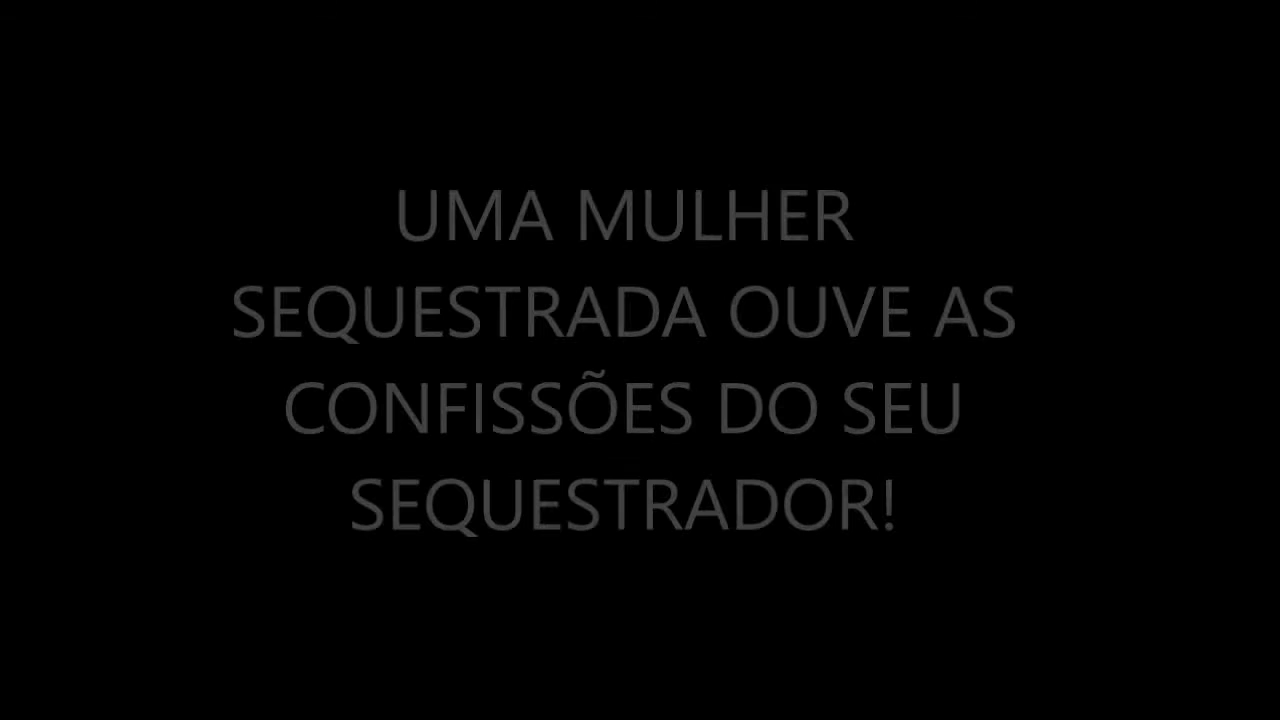 UMA MULHER
SEQUESTRADA OUVE AS
CONFISSÕES DO SEU
SEQUESTRADOR!